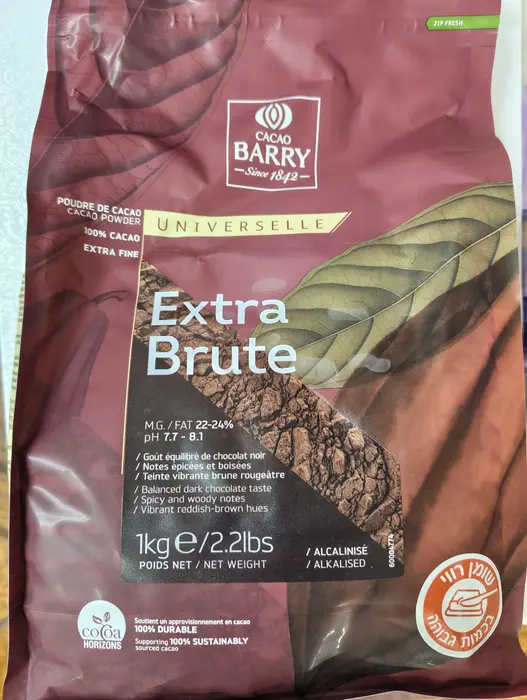 ZIP FRESH
CACAO
BARRY
Since 1842
POUDRE DE CACAO
CACAO POWDER
100% CACAO
EXTRA FINE
UNIVERSELLE
Extra
Brute
M.G. / FAT 22-24%
pH 7.7 - 8.1
/ Goût équilibré de chocolat noir
/ Notes épicées et boisées
/ Teinte vibrante brune rougeâtre
/ Balanced dark chocolate taste
/ Spicy and woody notes
/ Vibrant reddish-brown hues
1kg e/2.2lbs
POIDS NET / NET WEIGHT
/ ALCALINISÉ
/ ALKALISED
60004774
שומן רווי
בכמות גבוהה
cocoa
HORIZONS
Soutient un approvisionnement en cacao
100% DURABLE
Supporting 100% SUSTAINABLY
sourced cacao